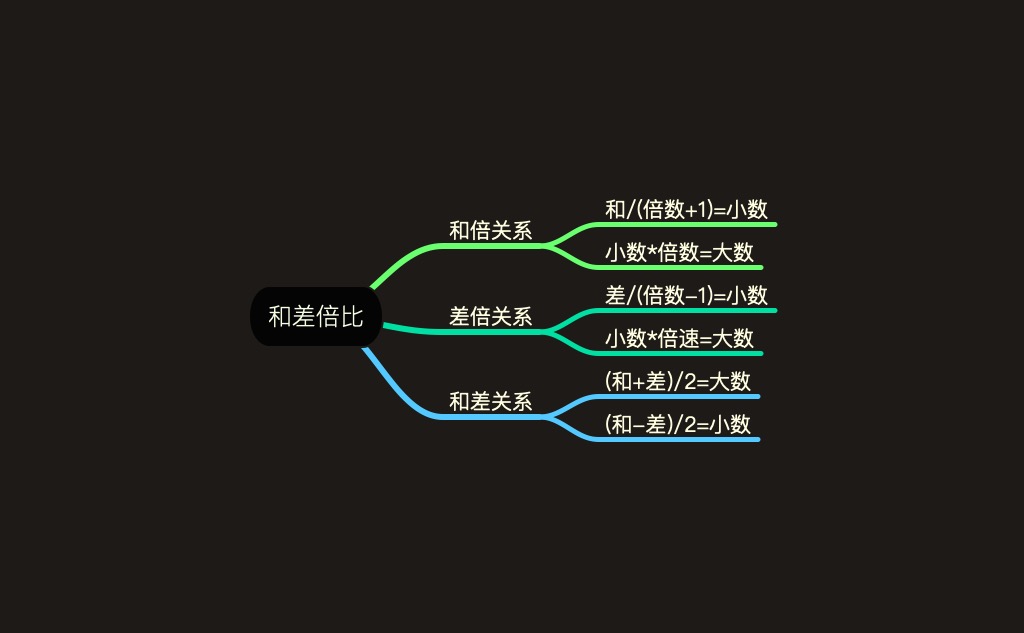 和差倍比
和倍关系
和/(倍数+1)=小数
小数*倍数=大数
差倍关系
差/(倍数-1)=小数
小数*倍速=大数
和差关系
(和+差)/2=大数
(和-差)/2=小数